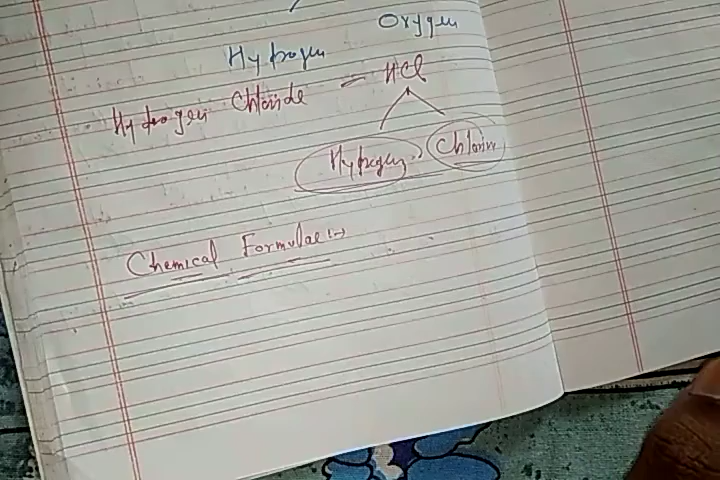 Oxygen
Hydrogen
Hydrogen Chloride = HCl
Hydrogen, Chlorine
Chemical Formulae :→